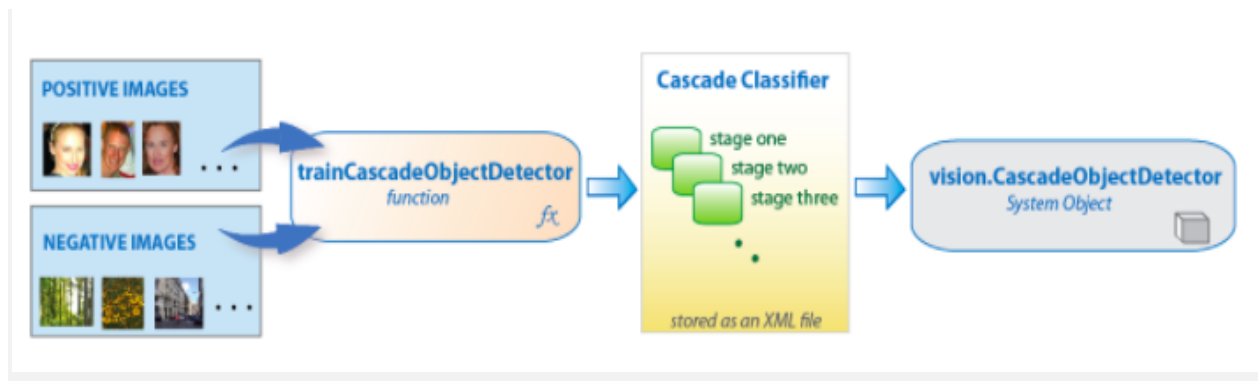 POSITIVE IMAGES
...
NEGATIVE IMAGES
...
trainCascadeObjectDetector
function
fx
Cascade Classifier
stage one
stage two
stage three
stored as an XML file
vision.CascadeObjectDetector
System Object